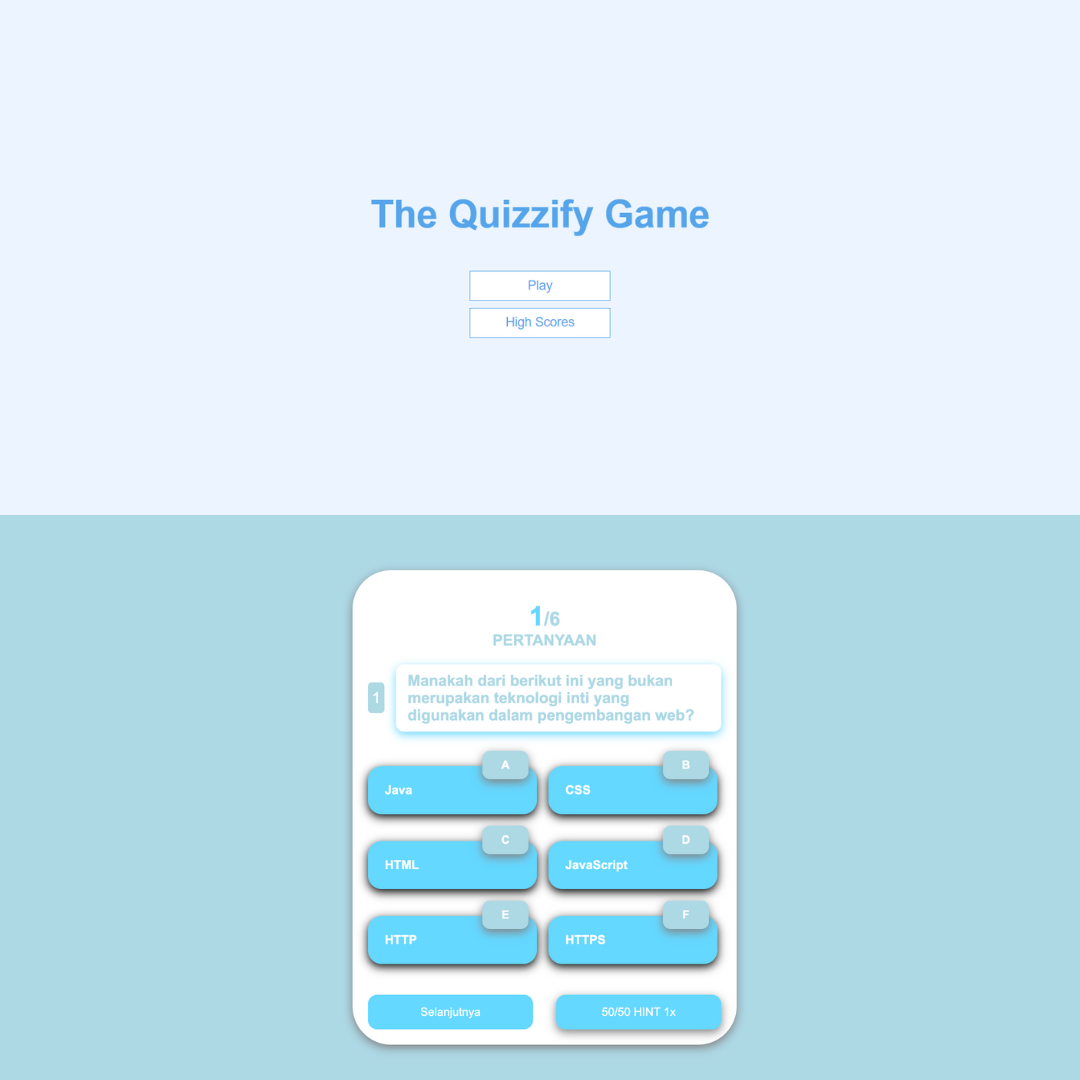 The Quizzify Game
Play
High Scores
1/6
PERTANYAAN
1
Manakah dari berikut ini yang bukan
merupakan teknologi inti yang
digunakan dalam pengembangan web?
A
Java
B
CSS
C
HTML
D
JavaScript
E
HTTP
F
HTTPS
Selanjutnya
50/50 HINT 1x